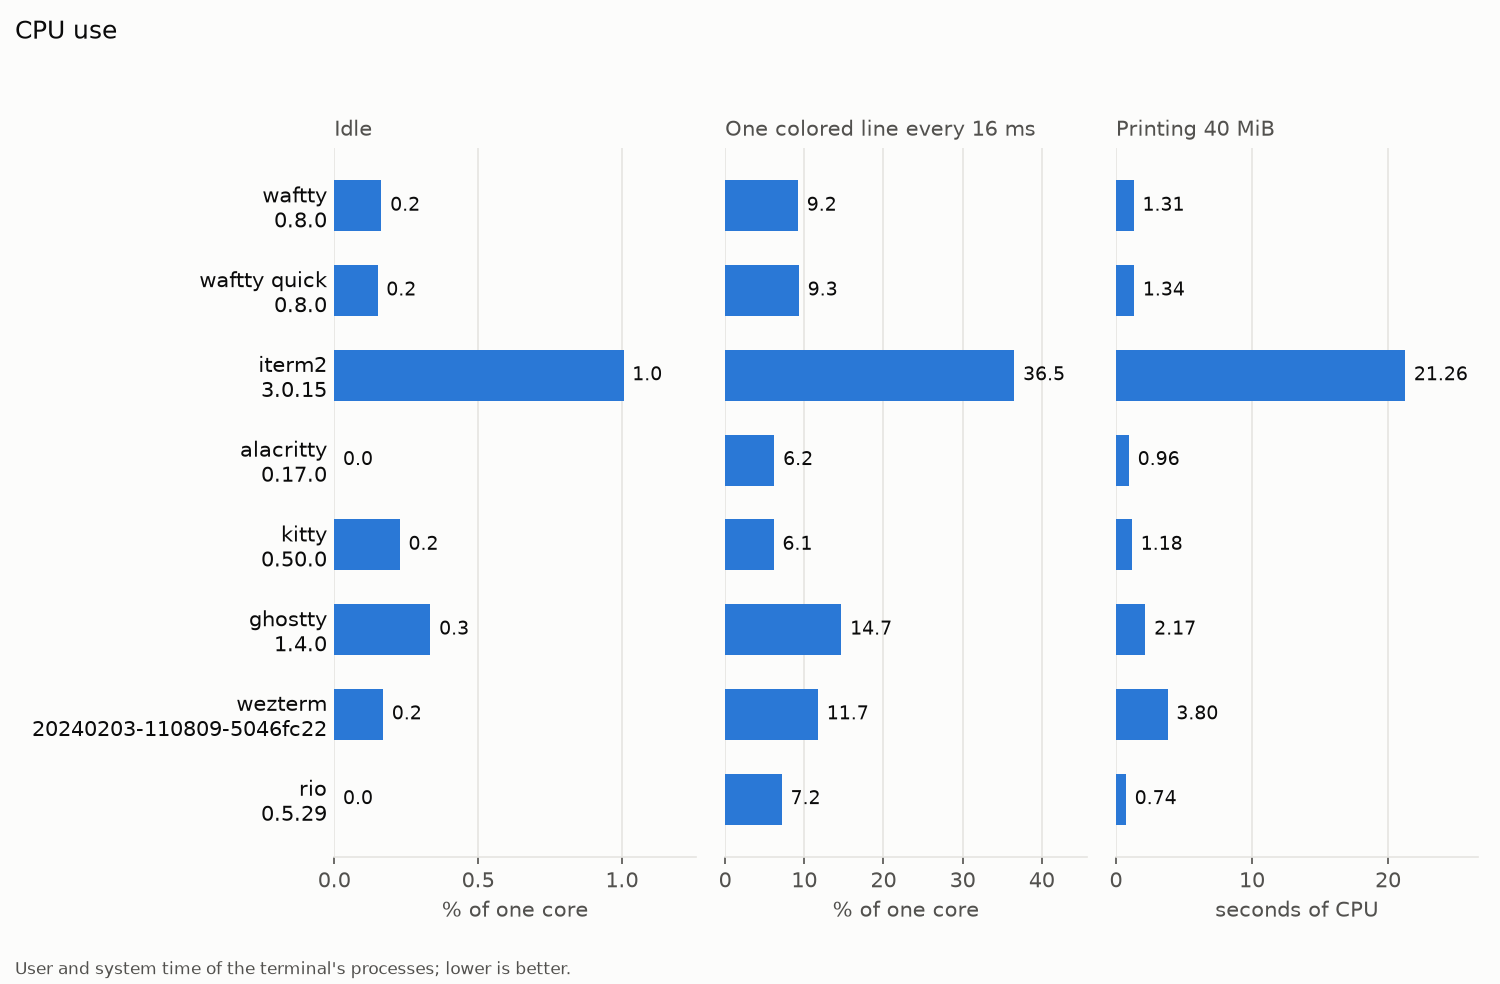 CPU use
Idle
One colored line every 16 ms
Printing 40 MiB
waftty
0.8.0
0.2
9.2
1.31
waftty quick
0.8.0
0.2
9.3
1.34
iterm2
3.0.15
1.0
36.5
21.26
alacritty
0.17.0
0.0
6.2
0.96
kitty
0.50.0
0.2
6.1
1.18
ghostty
1.4.0
0.3
14.7
2.17
wezterm
20240203-110809-5046fc22
0.2
11.7
3.80
rio
0.5.29
0.0
7.2
0.74
0.0 0.5 1.0
0 10 20 30 40
0 10 20
% of one core
% of one core
seconds of CPU
User and system time of the terminal's processes; lower is better.